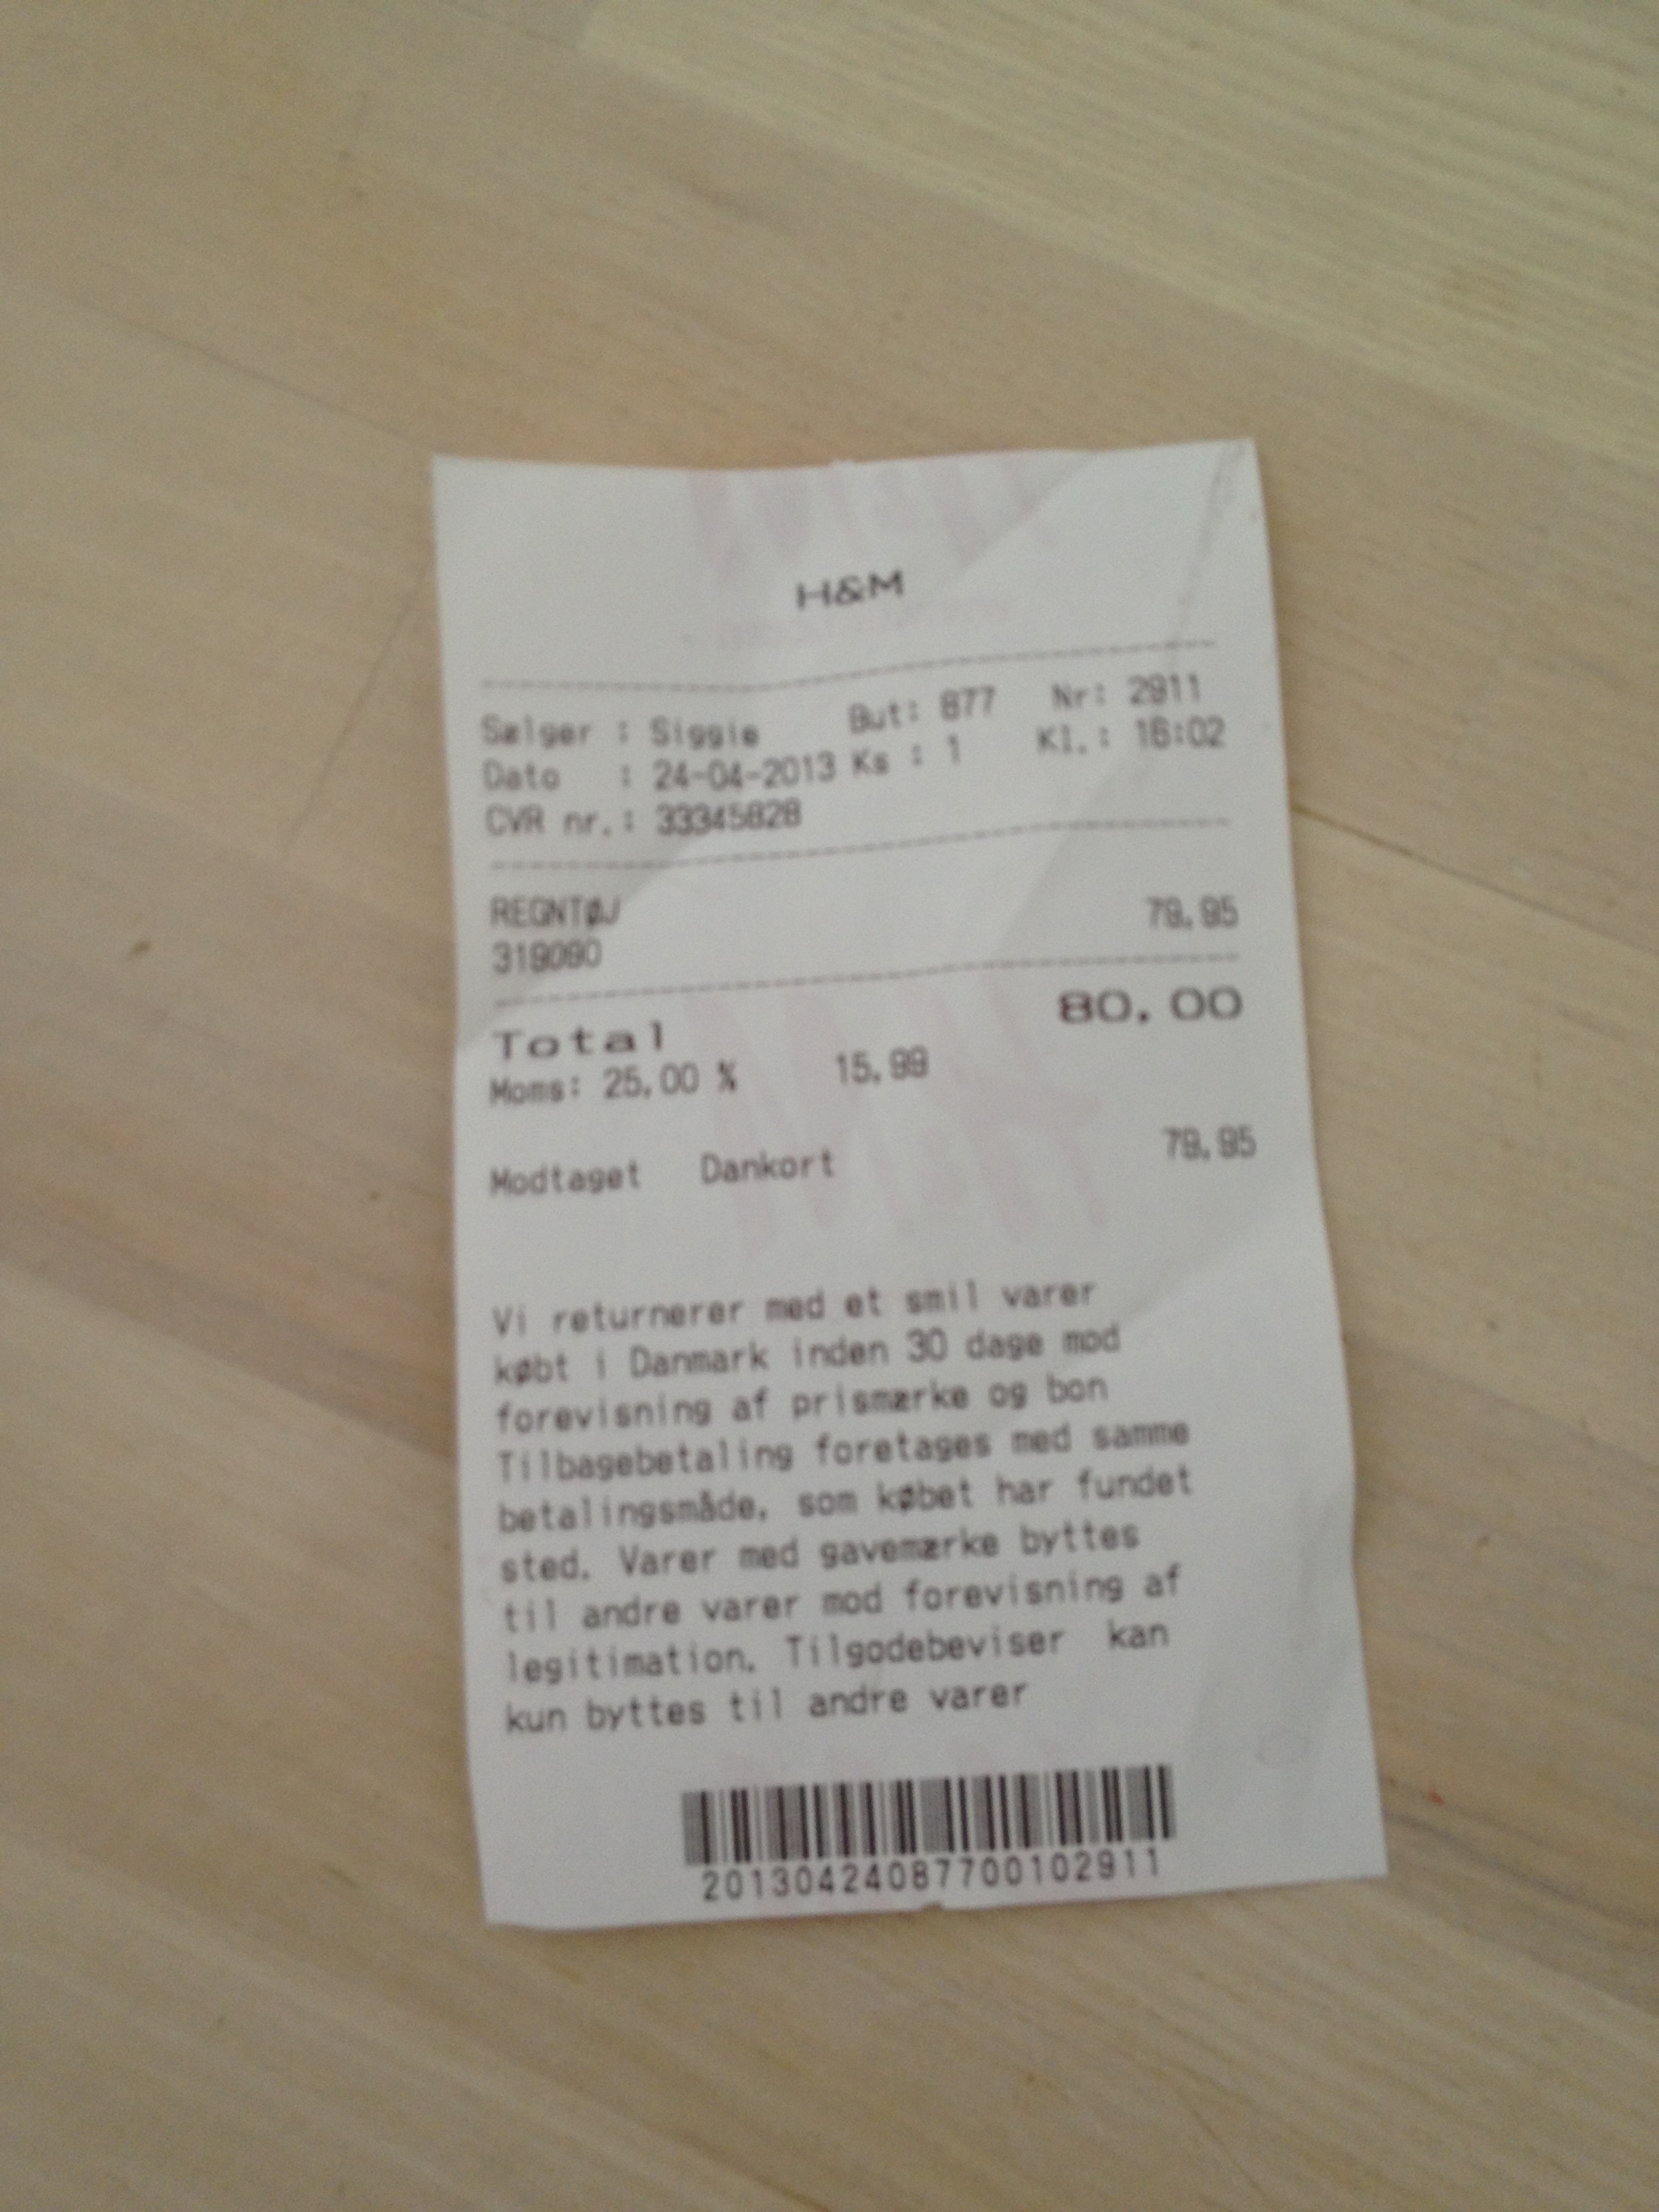 H&M
Sælger : Siggie But: 877 Nr: 2911
Dato : 24-04-2013 Ks : 1 Kl.: 16:02
CVR nr.: 33345828
REGNTØJ 79,95
319090
Total 80,00
Moms: 25,00 % 15,99
Modtaget Dankort 79,95
Vi returnerer med et smil varer
købt i Danmark inden 30 dage mod
forevisning af prismærke og bon
Tilbagebetaling foretages med samme
betalingsmåde, som købet har fundet
sted. Varer med gavemærke byttes
til andre varer mod forevisning af
legitimation. Tilgodebeviser kan
kun byttes til andre varer
2013042408770010291​1